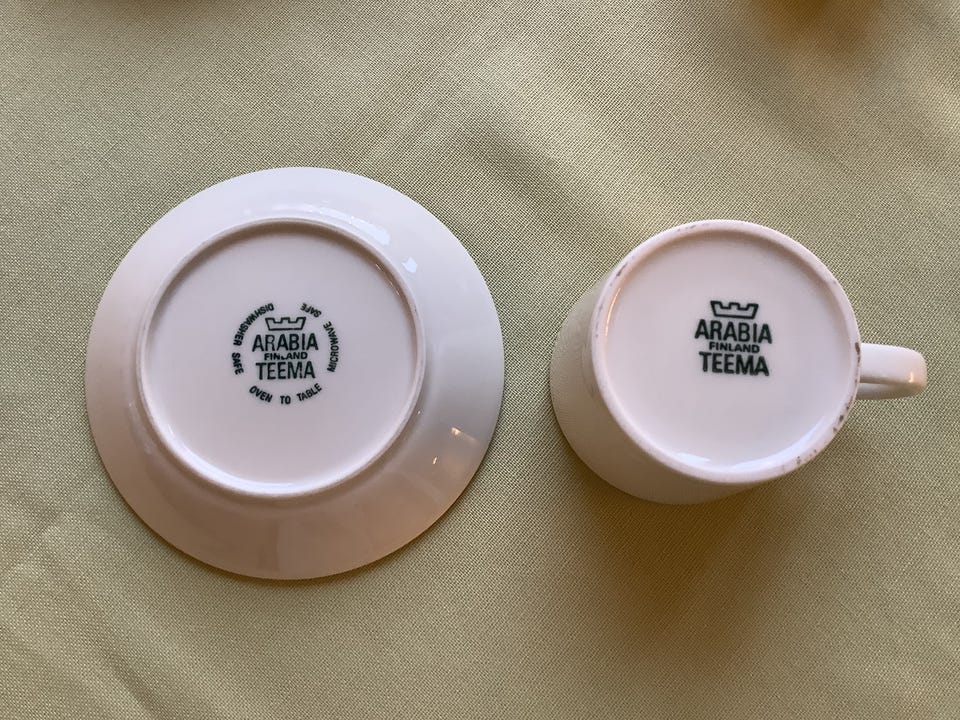 DISHWASHER SAFE
MICROWAVE SAFE
OVEN TO TABLE
ARABIA
FINLAND
TEEMA
ARABIA
FINLAND
TEEMA